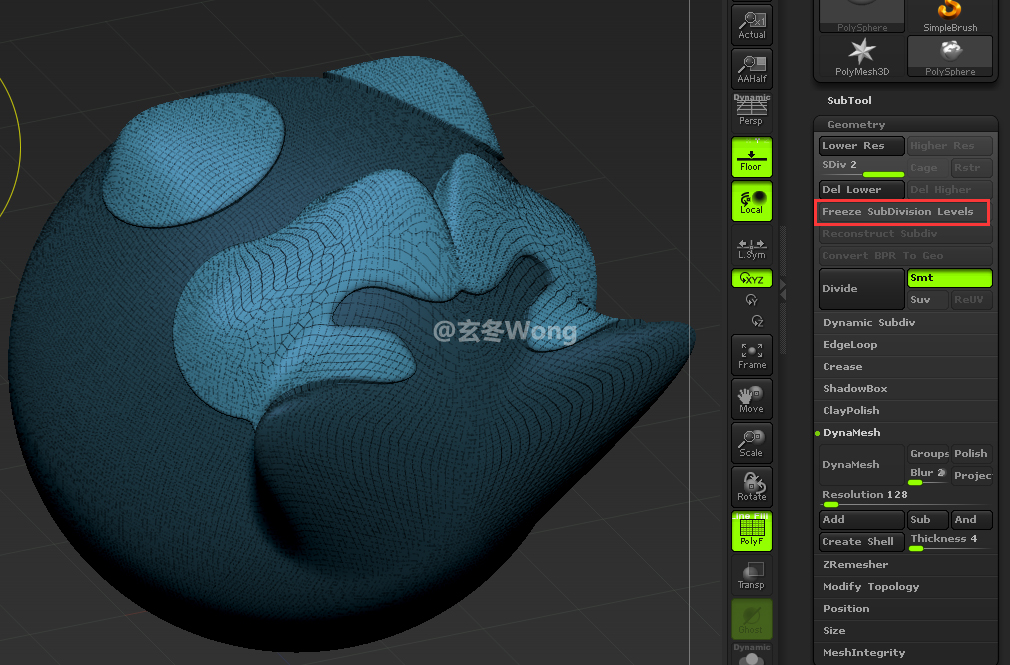 Actual
AAHalf
Dynamic
Persp
Floor
Local
L.Sym
XYZ
Y
Z
Frame
Move
Scale
Rotate
PolyF
Transp
Ghost
Dynamic
PolySphere
SimpleBrush
PolyMesh3D
PolySphere
SubTool
Geometry
Lower Res
Higher Res
SDiv 2
Cage
Rstr
Del Lower
Del Higher
Freeze SubDivision Levels
Reconstruct Subdiv
Convert BPR To Geo
Divide
Smt
Suv
ReUV
Dynamic Subdiv
EdgeLoop
Crease
ShadowBox
ClayPolish
DynaMesh
DynaMesh
Groups
Polish
Blur 2
Projec
Resolution 128
Add
Sub
And
Create Shell
Thickness 4
ZRemesher
Modify Topology
Position
Size
MeshIntegrity
@玄冬Wong